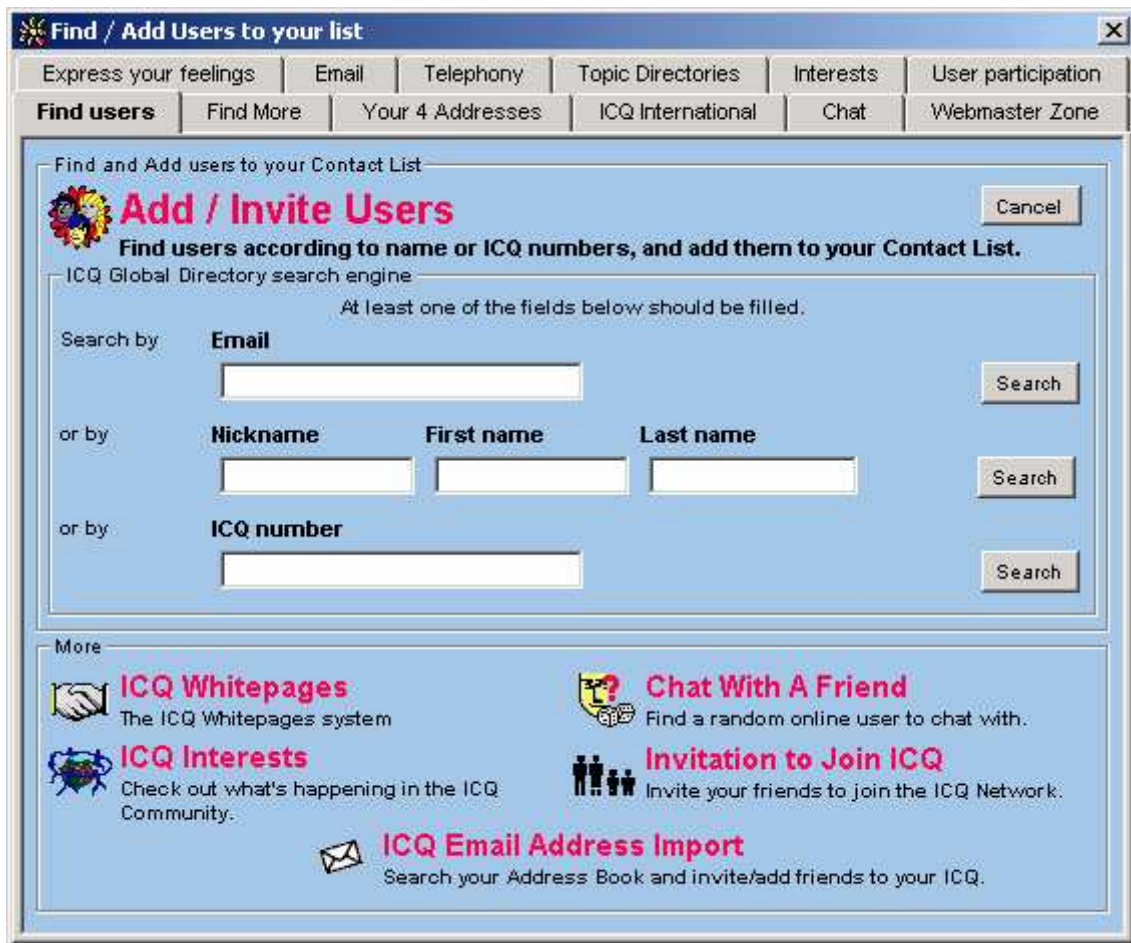 Find / Add Users to your list
Express your feelings Email Telephony Topic Directories Interests User participation
Find users Find More Your 4 Addresses ICQ International Chat Webmaster Zone
Find and Add users to your Contact List
Add / Invite Users
Cancel
Find users according to name or ICQ numbers, and add them to your Contact List.
ICQ Global Directory search engine
At least one of the fields below should be filled.
Search by Email
Search
or by Nickname First name Last name
Search
or by ICQ number
Search
More
ICQ Whitepages
The ICQ Whitepages system
Chat With A Friend
Find a random online user to chat with.
ICQ Interests
Check out what's happening in the ICQ
Community.
Invitation to Join ICQ
Invite your friends to join the ICQ Network.
ICQ Email Address Import
Search your Address Book and invite/add friends to your ICQ.